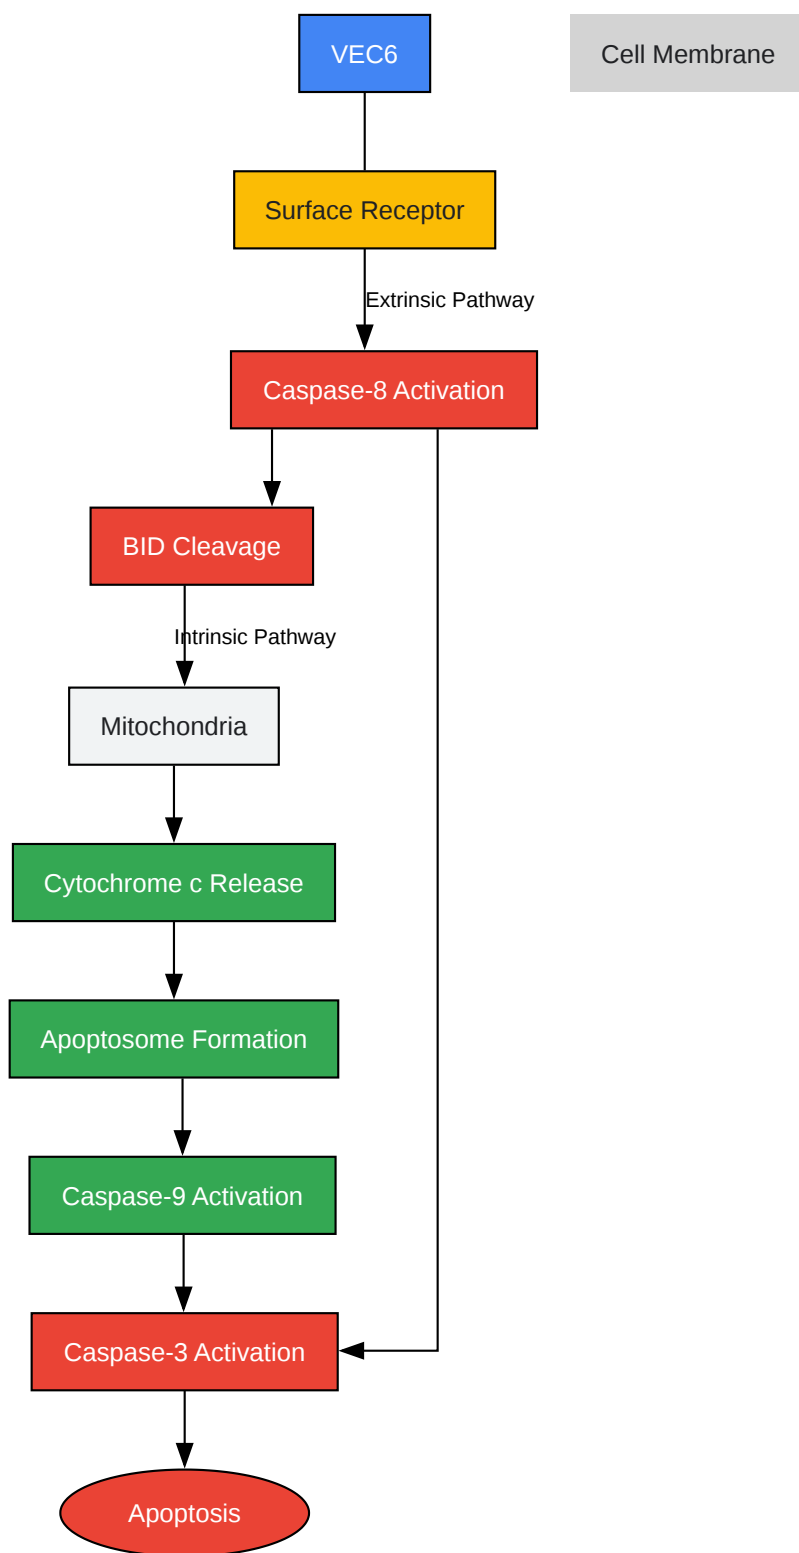 VEC6
Cell Membrane
Surface Receptor
Extrinsic Pathway
Caspase-8 Activation
BID Cleavage
Intrinsic Pathway
Mitochondria
Cytochrome c Release
Apoptosome Formation
Caspase-9 Activation
Caspase-3 Activation
Apoptosis